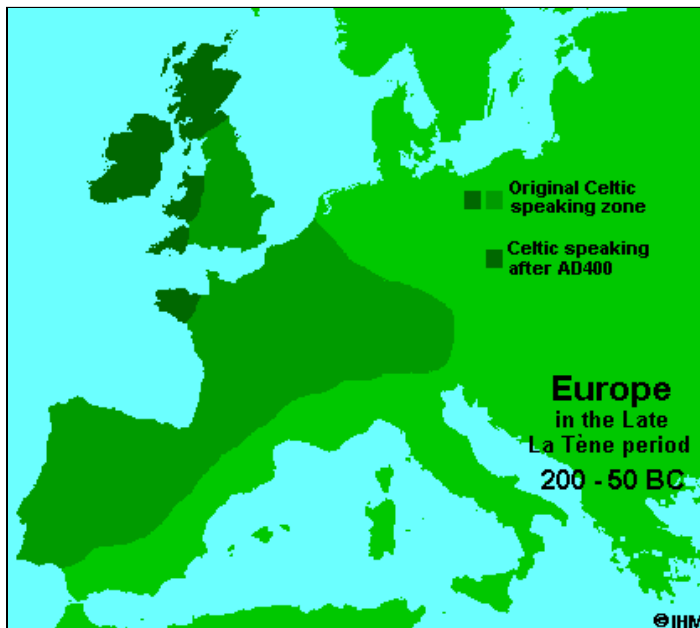 Original Celtic
speaking zone
Celtic speaking
after AD400
Europe
in the Late
La Tène period
200 - 50 BC
© IHM